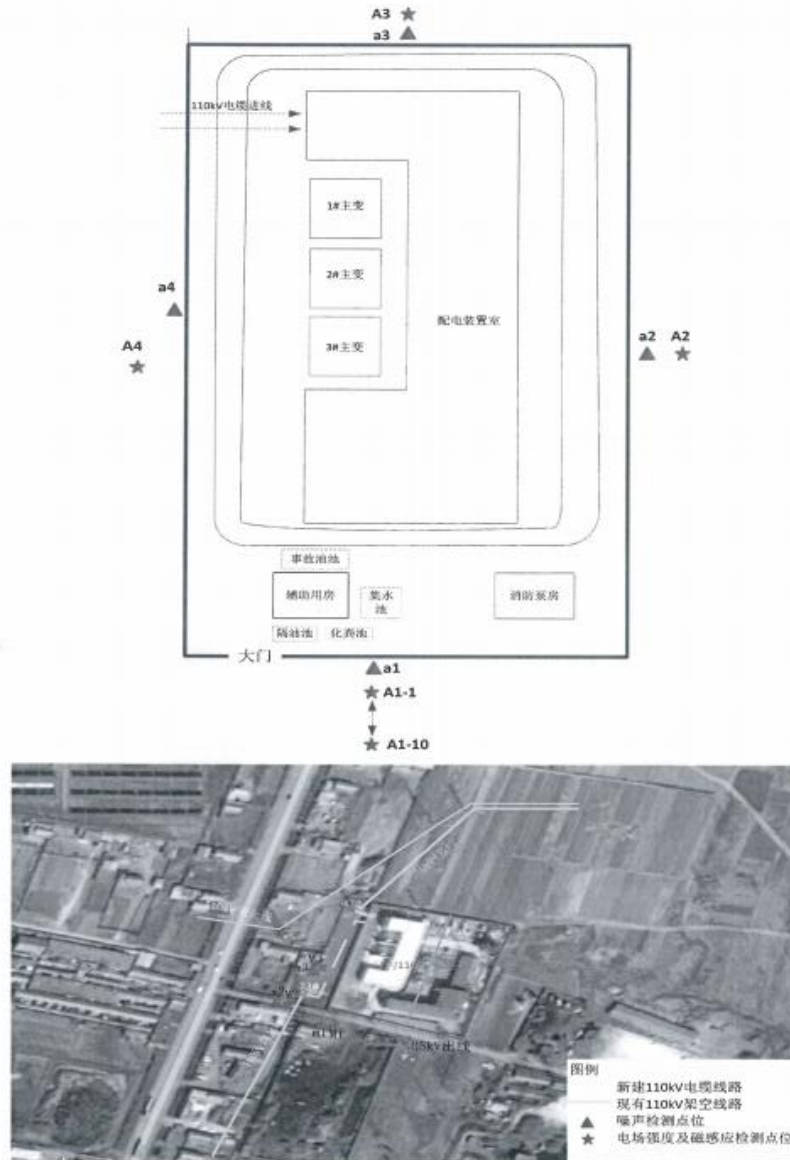 A3
a3
110kV电缆进线
1#主变
2#主变
3#主变
配电装置室
a4
A4
a2 A2
事故油池
辅助用房
集水池
消防泵房
隔油池 化粪池
大门
a1
A1-1
A1-10
图例
新建110kV电缆线路
现有110kV架空线路
噪声检测点位
电场强度及磁感应检测点位